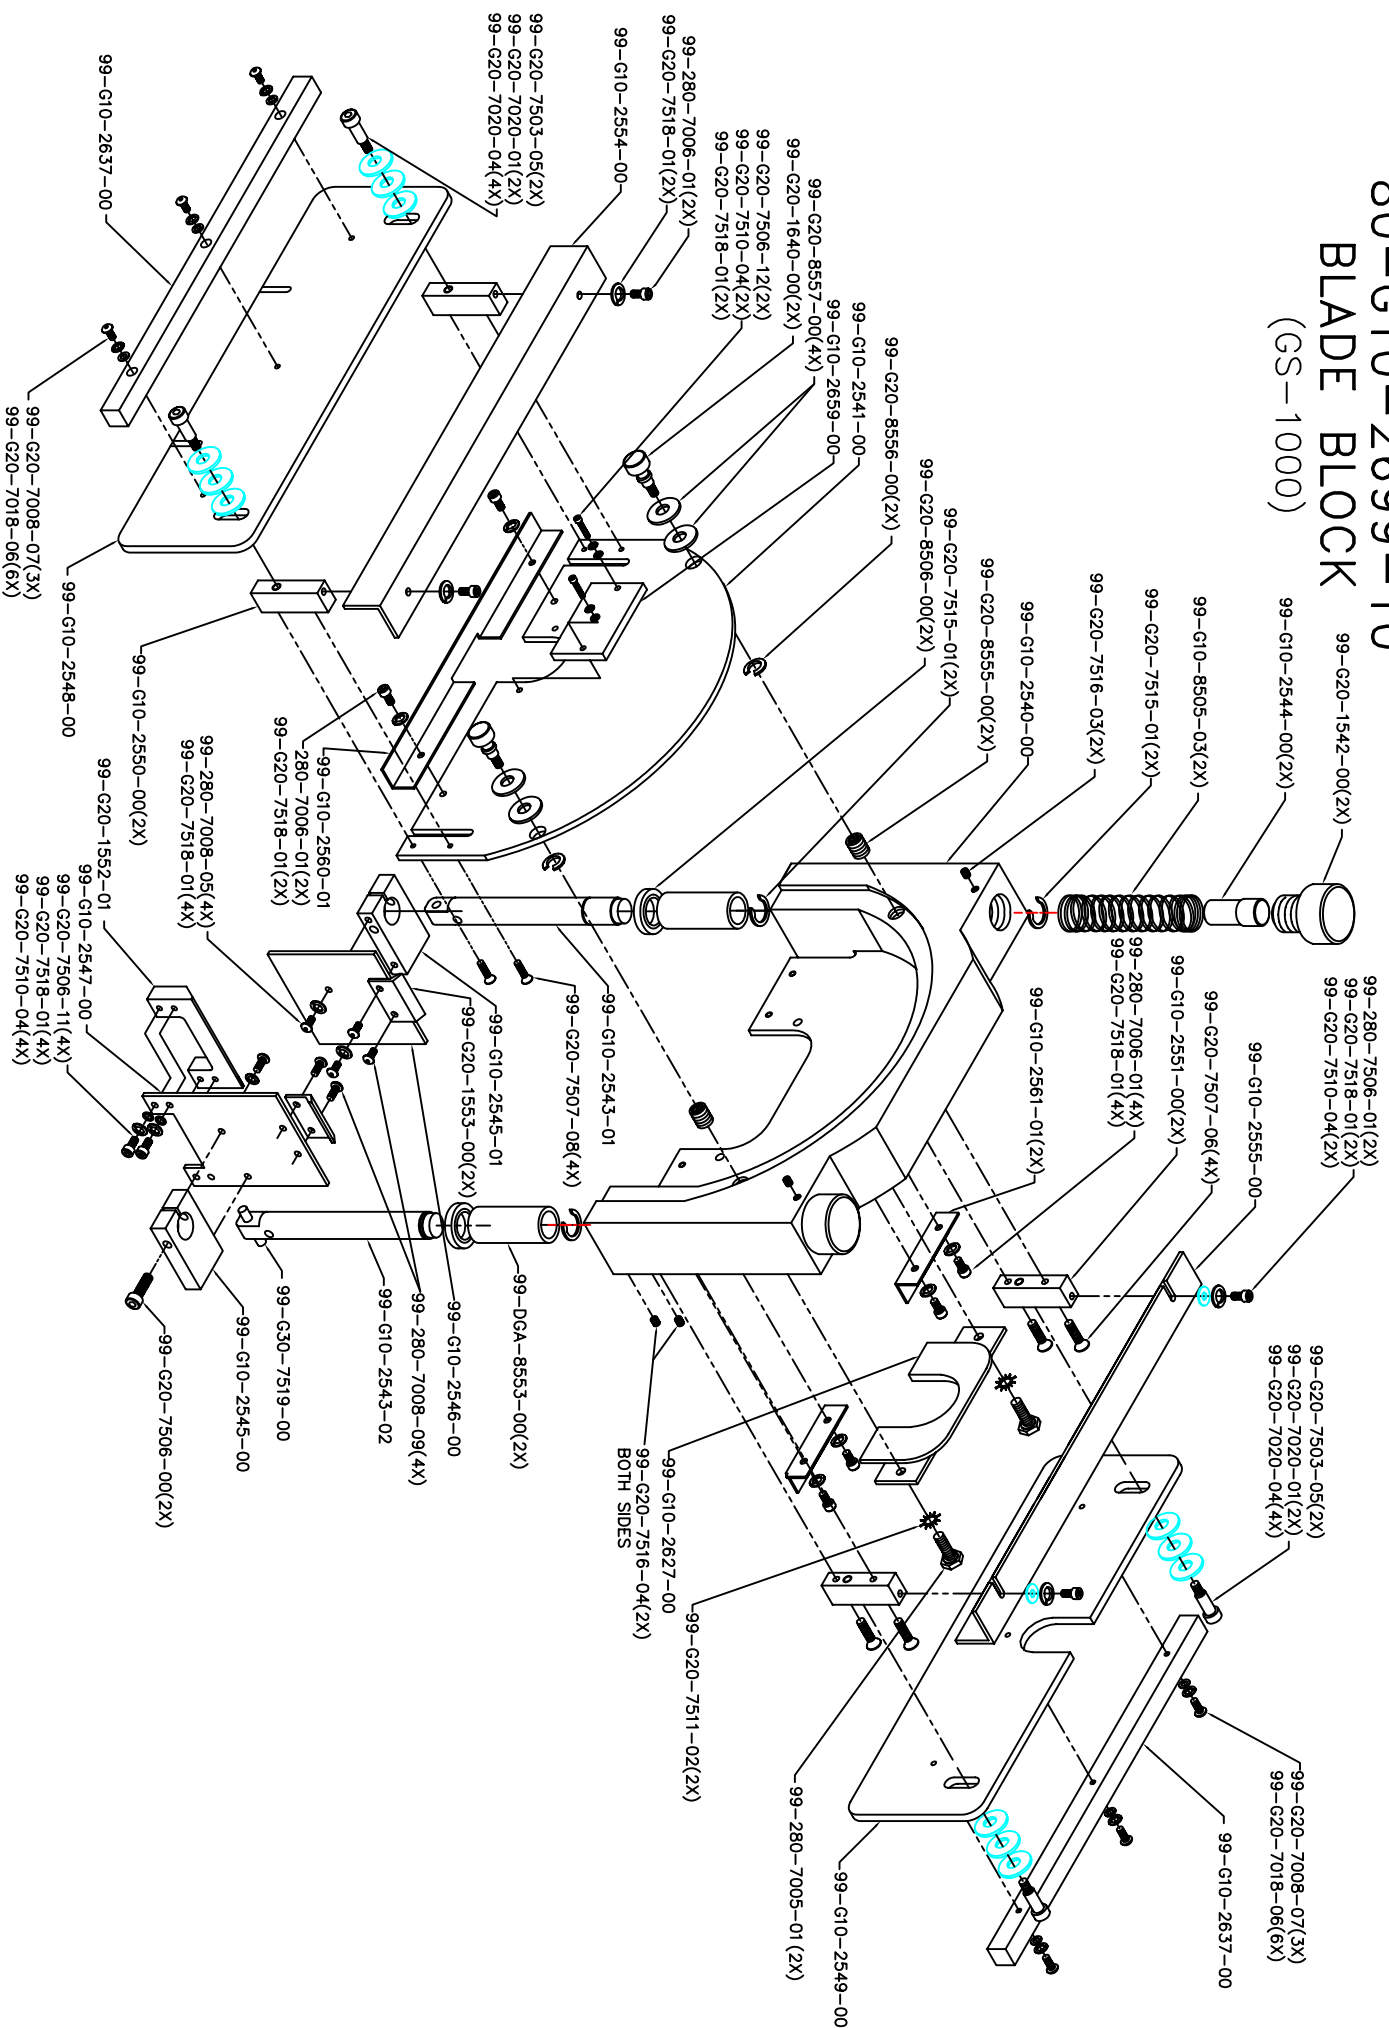 80-G10-2699-10
BLADE BLOCK
(GS-1000)
99-G20-1542-00(2X)
99-G10-2544-00(2X)
99-G10-8505-03(2X)
99-G20-7515-01(2X)
99-G20-7516-03(2X)
99-G10-2540-00
99-G20-8555-00(2X)
99-G20-7515-01(2X)
99-G20-8506-00(2X)
99-G20-8556-00(2X)
99-G10-2541-00
99-G10-2659-00
99-G20-8557-00(4X)
99-G20-1640-00(2X)
99-G20-7506-12(2X)
99-G20-7510-04(2X)
99-G20-7518-01(2X)
99-280-7006-01(2X)
99-G20-7518-01(2X)
99-G10-2554-00
99-G20-7503-05(2X)
99-G20-7020-01(2X)
99-G20-7020-04(4X)
99-G10-2637-00
99-G20-7008-07(3X)
99-G20-7018-06(6X)
99-G10-2548-00
99-G10-2550-00(2X)
99-G10-2560-01
280-7006-01(2X)
99-G20-7518-01(2X)
99-280-7008-05(4X)
99-G20-7518-01(4X)
99-G20-1552-01
99-G10-2547-00
99-G20-7506-11(4X)
99-G20-7518-01(4X)
99-G20-7510-04(4X)
99-280-7506-01(2X)
99-G20-7518-01(2X)
99-G20-7510-04(2X)
99-G10-2555-00
99-G20-7507-06(4X)
99-G10-2551-00(2X)
99-280-7006-01(4X)
99-G20-7518-01(4X)
99-G10-2561-01(2X)
99-G10-2543-01
99-G20-7507-08(4X)
99-G10-2545-01
99-G20-1553-00(2X)
99-DGA-8553-00(2X)
99-G10-2546-00
99-280-7008-09(4X)
99-G10-2543-02
99-G30-7519-00
99-G10-2545-00
99-G20-7506-00(2X)
99-G20-7503-05(2X)
99-G20-7020-01(2X)
99-G20-7020-04(4X)
99-G20-7008-07(3X)
99-G20-7018-06(6X)
99-G10-2637-00
99-G10-2549-00
99-280-7005-01(2X)
99-G20-7511-02(2X)
99-G10-2627-00
99-G20-7516-04(2X)
BOTH SIDES